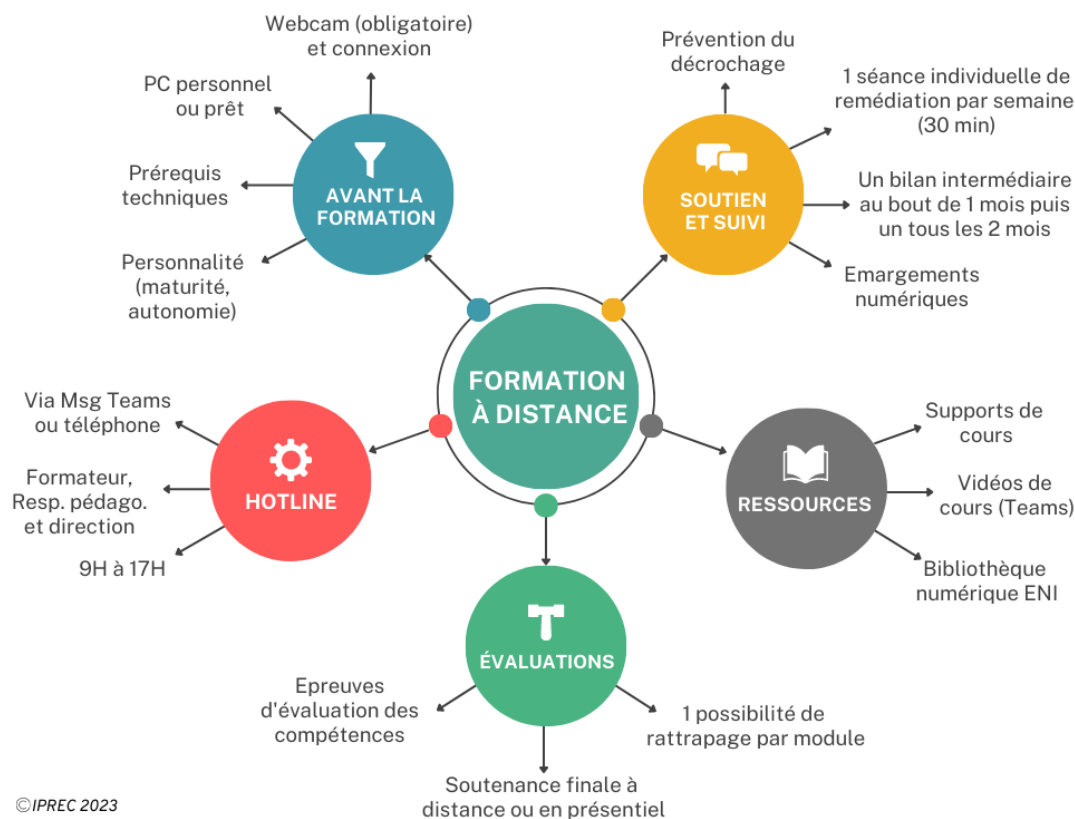 Webcam (obligatoire)
et connexion
PC personnel
ou prêt
Prérequis
techniques
Personnalité
(maturité,
autonomie)
AVANT LA
FORMATION
Prévention du
décrochage
1 séance individuelle de
remédiation par semaine
(30 min)
Un bilan intermédiaire
au bout de 1 mois puis
un tous les 2 mois
Emargements
numériques
SOUTIEN
ET SUIVI
FORMATION
À DISTANCE
Via Msg Teams
ou téléphone
Formateur,
Resp. pédago.
et direction
9H à 17H
HOTLINE
RESSOURCES
Supports de
cours
Vidéos de
cours (Teams)
Bibliothèque
numérique ENI
ÉVALUATIONS
Epreuves
d'évaluation des
compétences
Soutenance finale à
distance ou en présentiel
1 possibilité de
rattrapage par module
©IPREC 2023